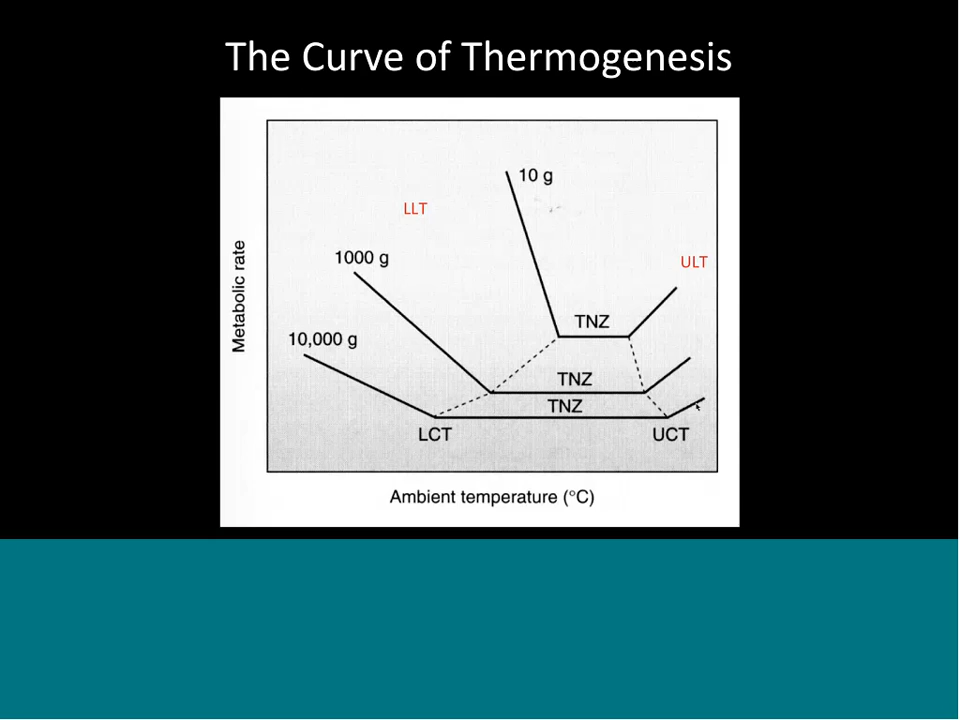 The Curve of Thermogenesis
10 g
LLT
1000 g
ULT
Metabolic rate
TNZ
10,000 g
TNZ
TNZ
LCT
UCT
Ambient temperature (°C)